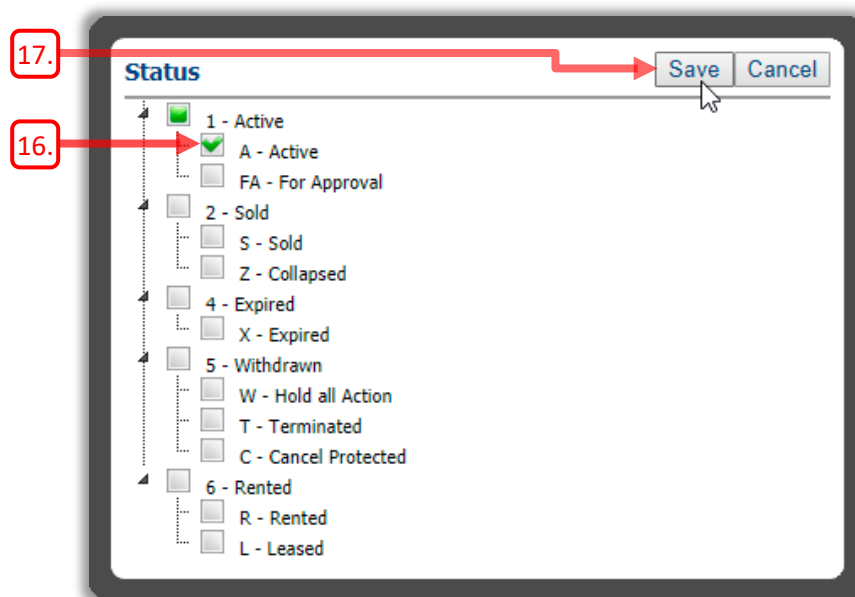 17.
Status
Save
Cancel
1 - Active
16.
A - Active
FA - For Approval
2 - Sold
S - Sold
Z - Collapsed
4 - Expired
X - Expired
5 - Withdrawn
W - Hold all Action
T - Terminated
C - Cancel Protected
6 - Rented
R - Rented
L - Leased